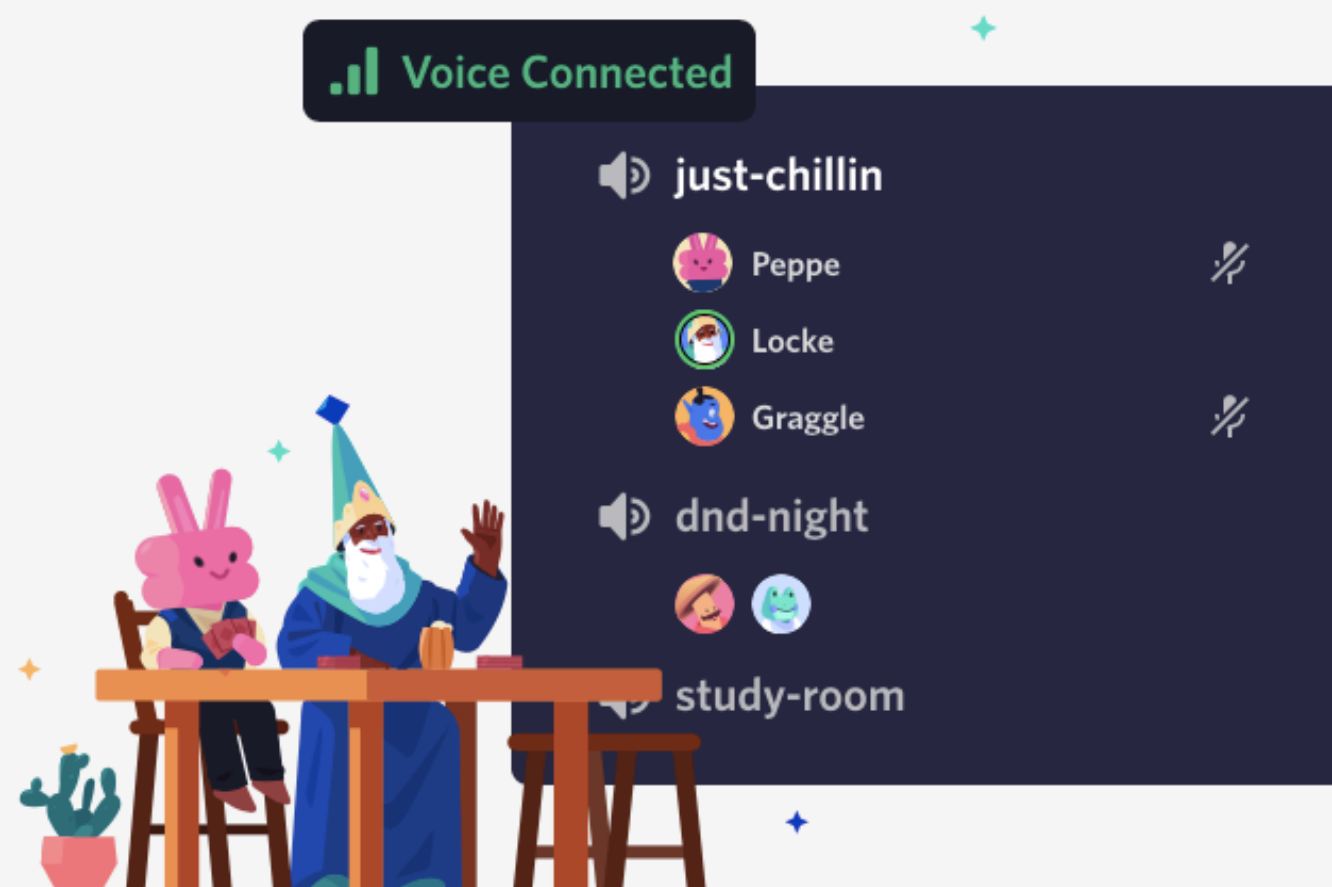 Voice Connected
just-chillin
Peppe
Locke
Graggle
dnd-night
study-room